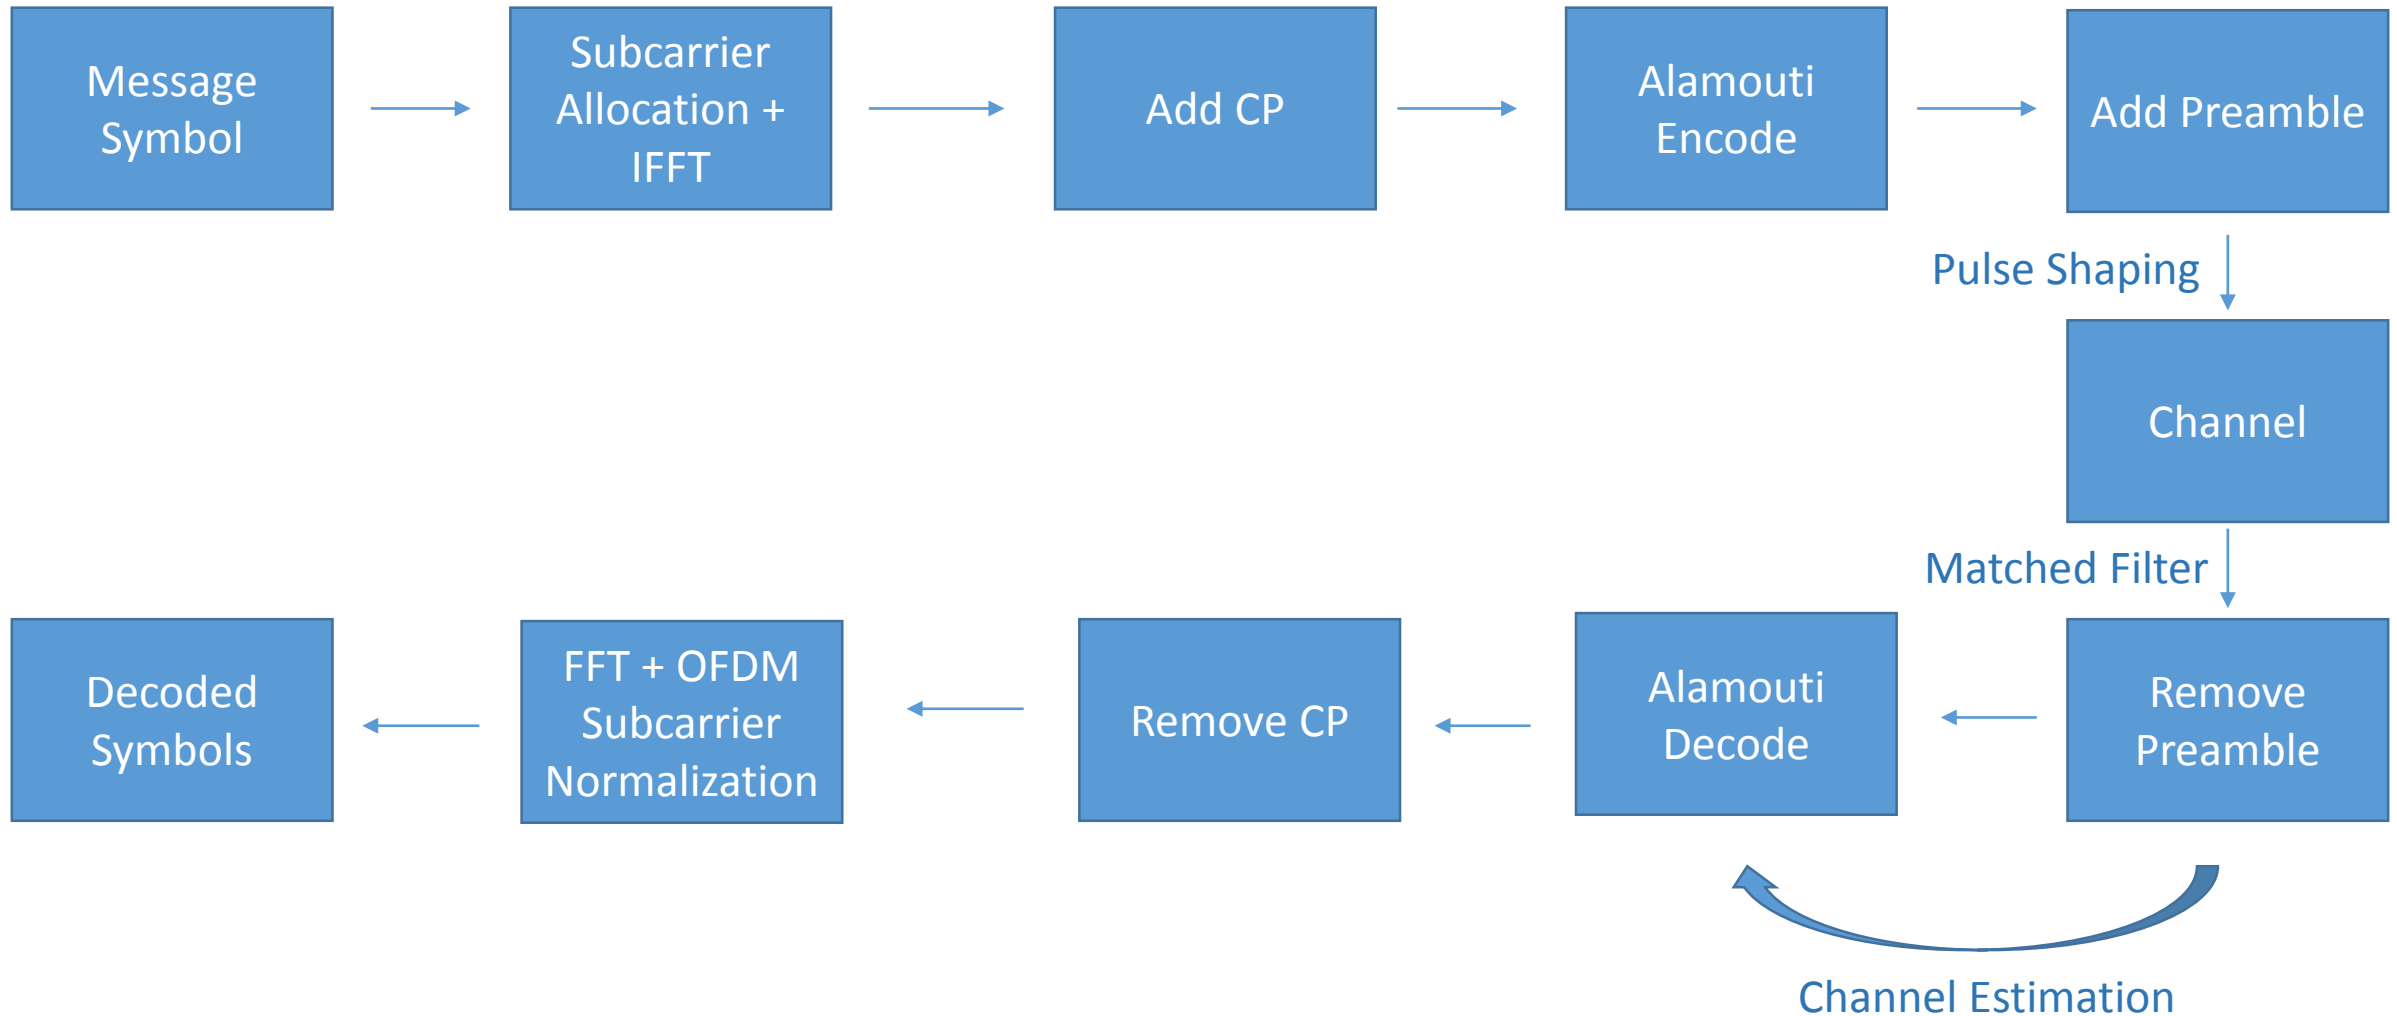 Message
Symbol
Subcarrier
Allocation +
IFFT
Add CP
Alamouti
Encode
Add Preamble
Pulse Shaping
Channel
Matched Filter
Remove
Preamble
Alamouti
Decode
Remove CP
FFT + OFDM
Subcarrier
Normalization
Decoded
Symbols
Channel Estimation